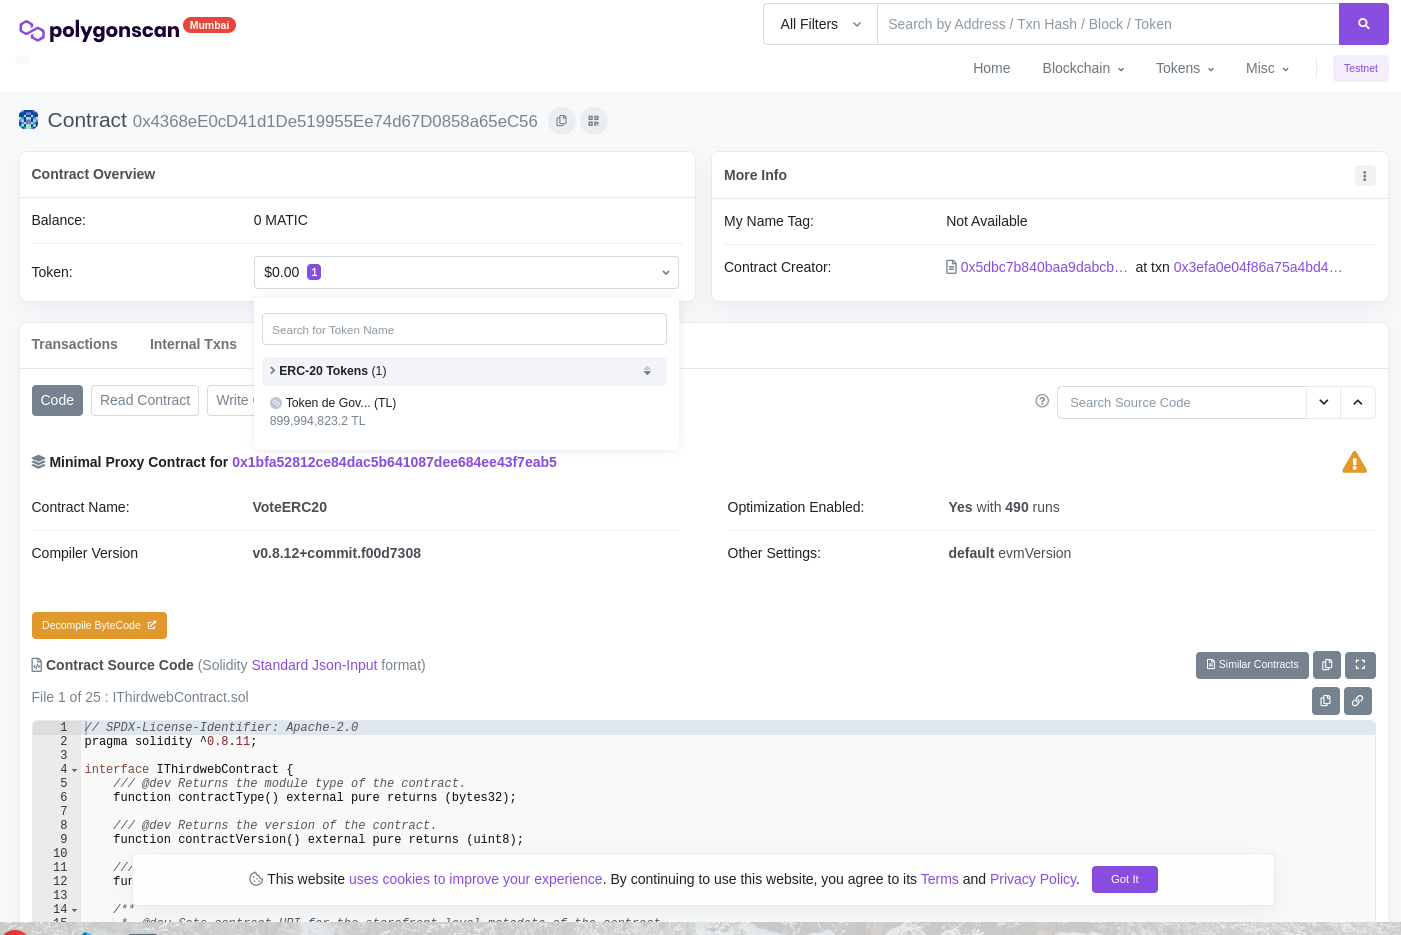 polygonscan Mumbai
All Filters
Search by Address / Txn Hash / Block / Token
Home
Blockchain
Tokens
Misc
Testnet
Contract 0x4368eE0cD41d1De519955Ee74d67D0858a65eC56
Contract Overview
Balance:
0 MATIC
Token:
$0.00 1
Search for Token Name
ERC-20 Tokens (1)
Token de Gov... (TL)
899,994,823.2 TL
More Info
My Name Tag:
Not Available
Contract Creator:
0x5dbc7b840baa9dabcb… at txn 0x3efa0e04f86a75a4bd4…
Transactions
Internal Txns
Code
Read Contract
Write
Search Source Code
Minimal Proxy Contract for 0x1bfa52812ce84dac5b641087dee684ee43f7eab5
Contract Name:
VoteERC20
Optimization Enabled:
Yes with 490 runs
Compiler Version
v0.8.12+commit.f00d7308
Other Settings:
default evmVersion
Decompile ByteCode
Contract Source Code (Solidity Standard Json-Input format)
Similar Contracts
File 1 of 25 : IThirdwebContract.sol
1 // SPDX-License-Identifier: Apache-2.0
2 pragma solidity ^0.8.11;
3
4 interface IThirdwebContract {
5 /// @dev Returns the module type of the contract.
6 function contractType() external pure returns (bytes32);
7
8 /// @dev Returns the version of the contract.
9 function contractVersion() external pure returns (uint8);
10
11 ///
12 fun
13
14 /**
15 * @dev Sets contract URI for the storefront-level metadata of the contract.
This website uses cookies to improve your experience. By continuing to use this website, you agree to its Terms and Privacy Policy.
Got It